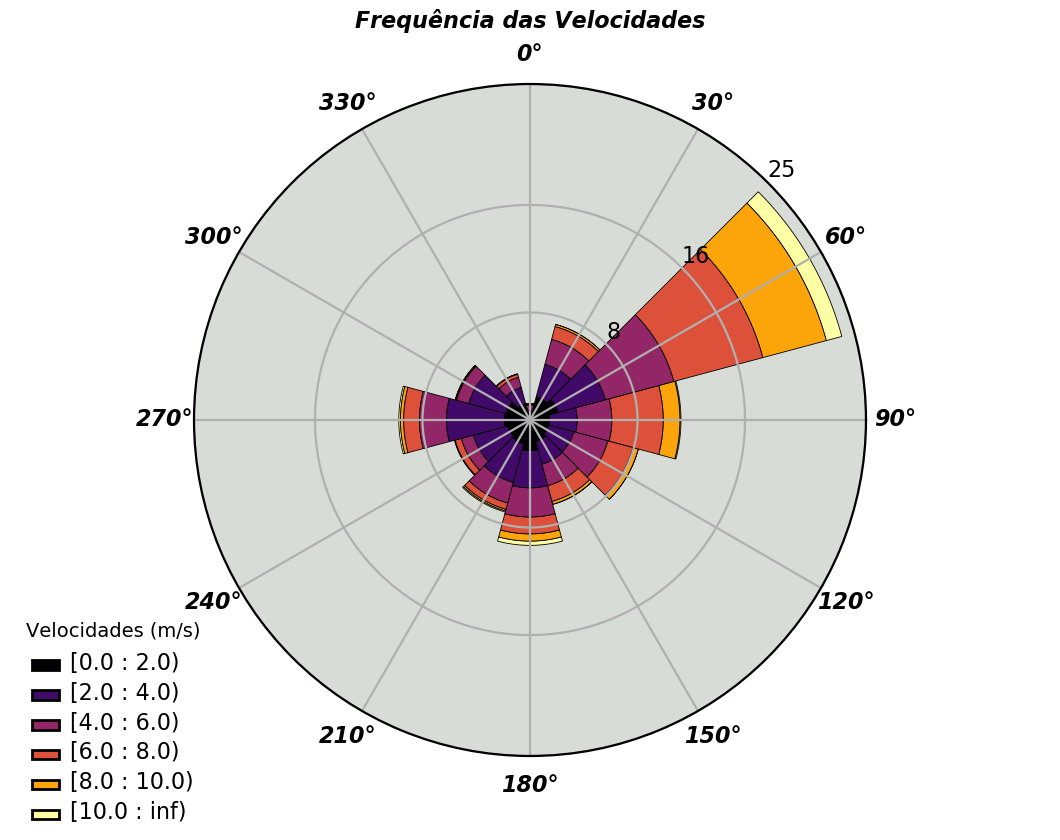 Frequência das Velocidades
0°
330°
30°
25
300°
60°
16
8
270°
90°
240°
120°
210°
150°
180°
Velocidades (m/s)
[0.0 : 2.0)
[2.0 : 4.0)
[4.0 : 6.0)
[6.0 : 8.0)
[8.0 : 10.0)
[10.0 : inf)